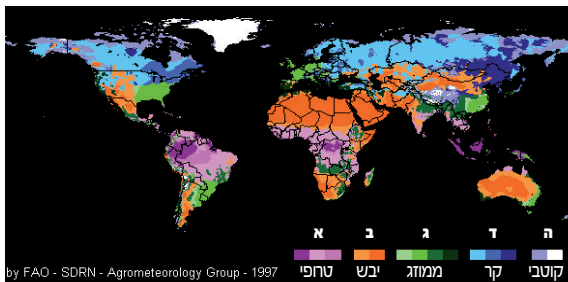 א ב ג ד ה
טרופי יבש ממוזג קר קוטבי
by FAO - SDRN - Agrometeorology Group - 1997